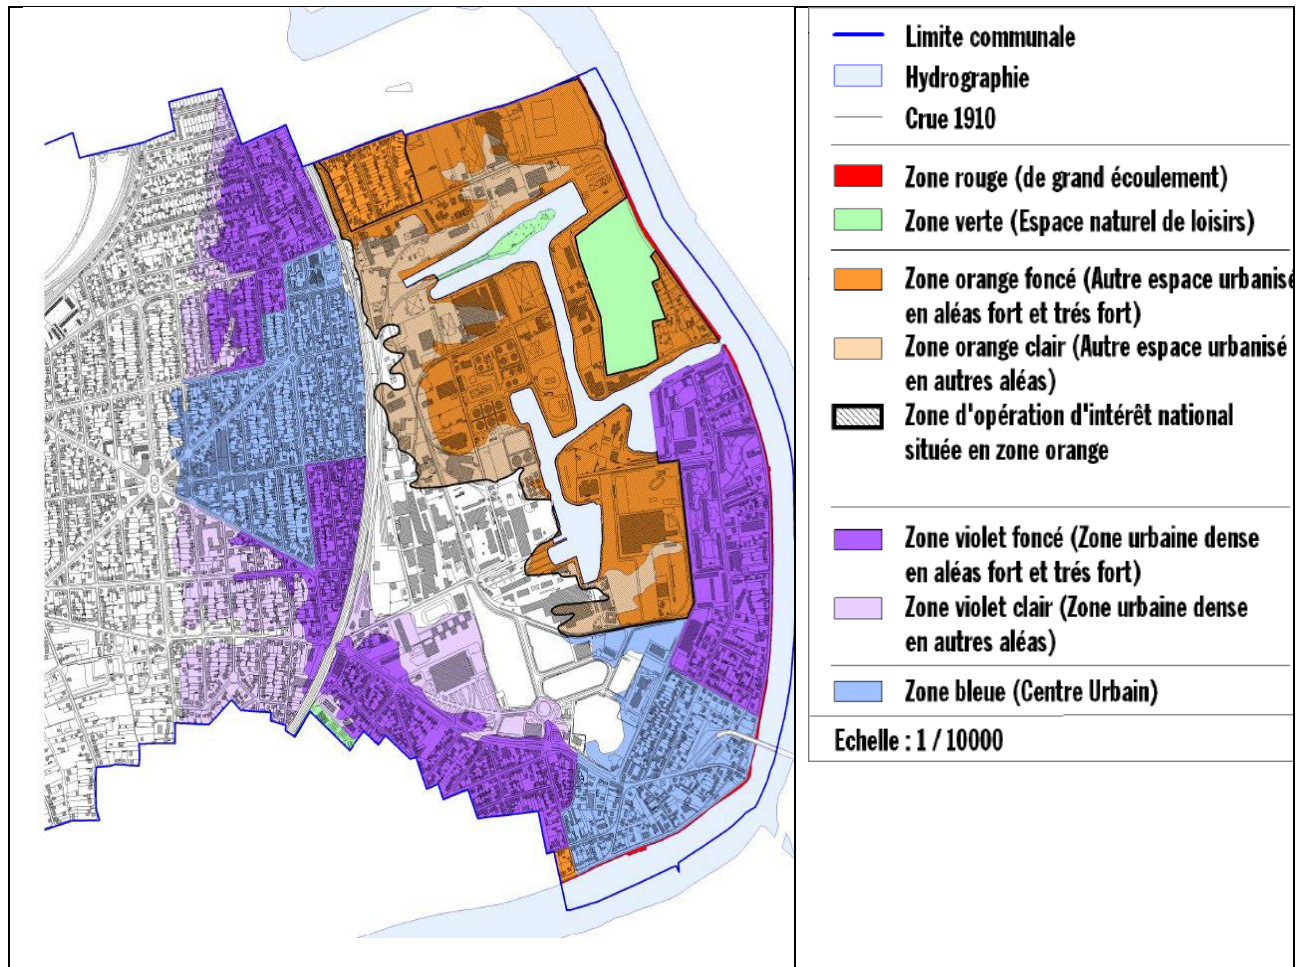 Limite communale
Hydrographie
Crue 1910
Zone rouge (de grand écoulement)
Zone verte (Espace naturel de loisirs)
Zone orange foncé (Autre espace urbanisé
en aléas fort et trés fort)
Zone orange clair (Autre espace urbanisé
en autres aléas)
Zone d'opération d'intérêt national
située en zone orange
Zone violet foncé (Zone urbaine dense
en aléas fort et trés fort)
Zone violet clair (Zone urbaine dense
en autres aléas)
Zone bleue (Centre Urbain)
Echelle : 1 / 10000